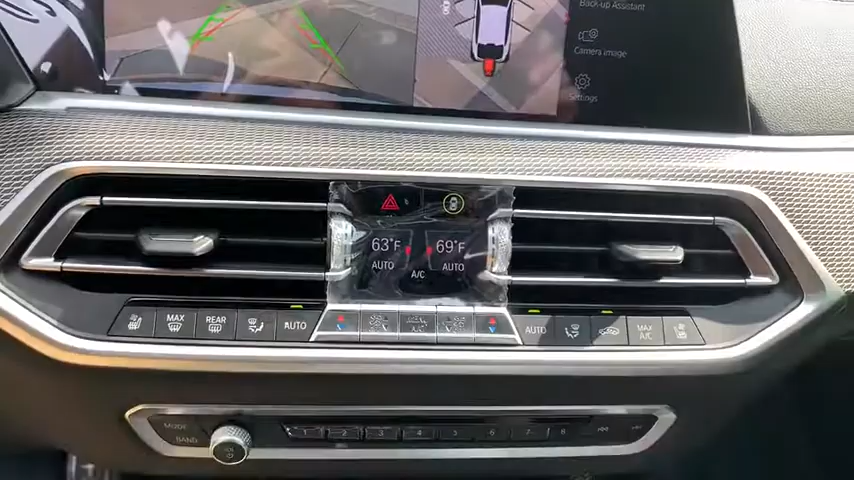 Back-up Assistant
Camera image
Settings
63°F
69°F
AUTO
A/C
AUTO
MAX
REAR
AUTO
A/C
AUTO
MAX
A/C
MODE
BAND
VOL
1 2 3 4 5 6 7 8